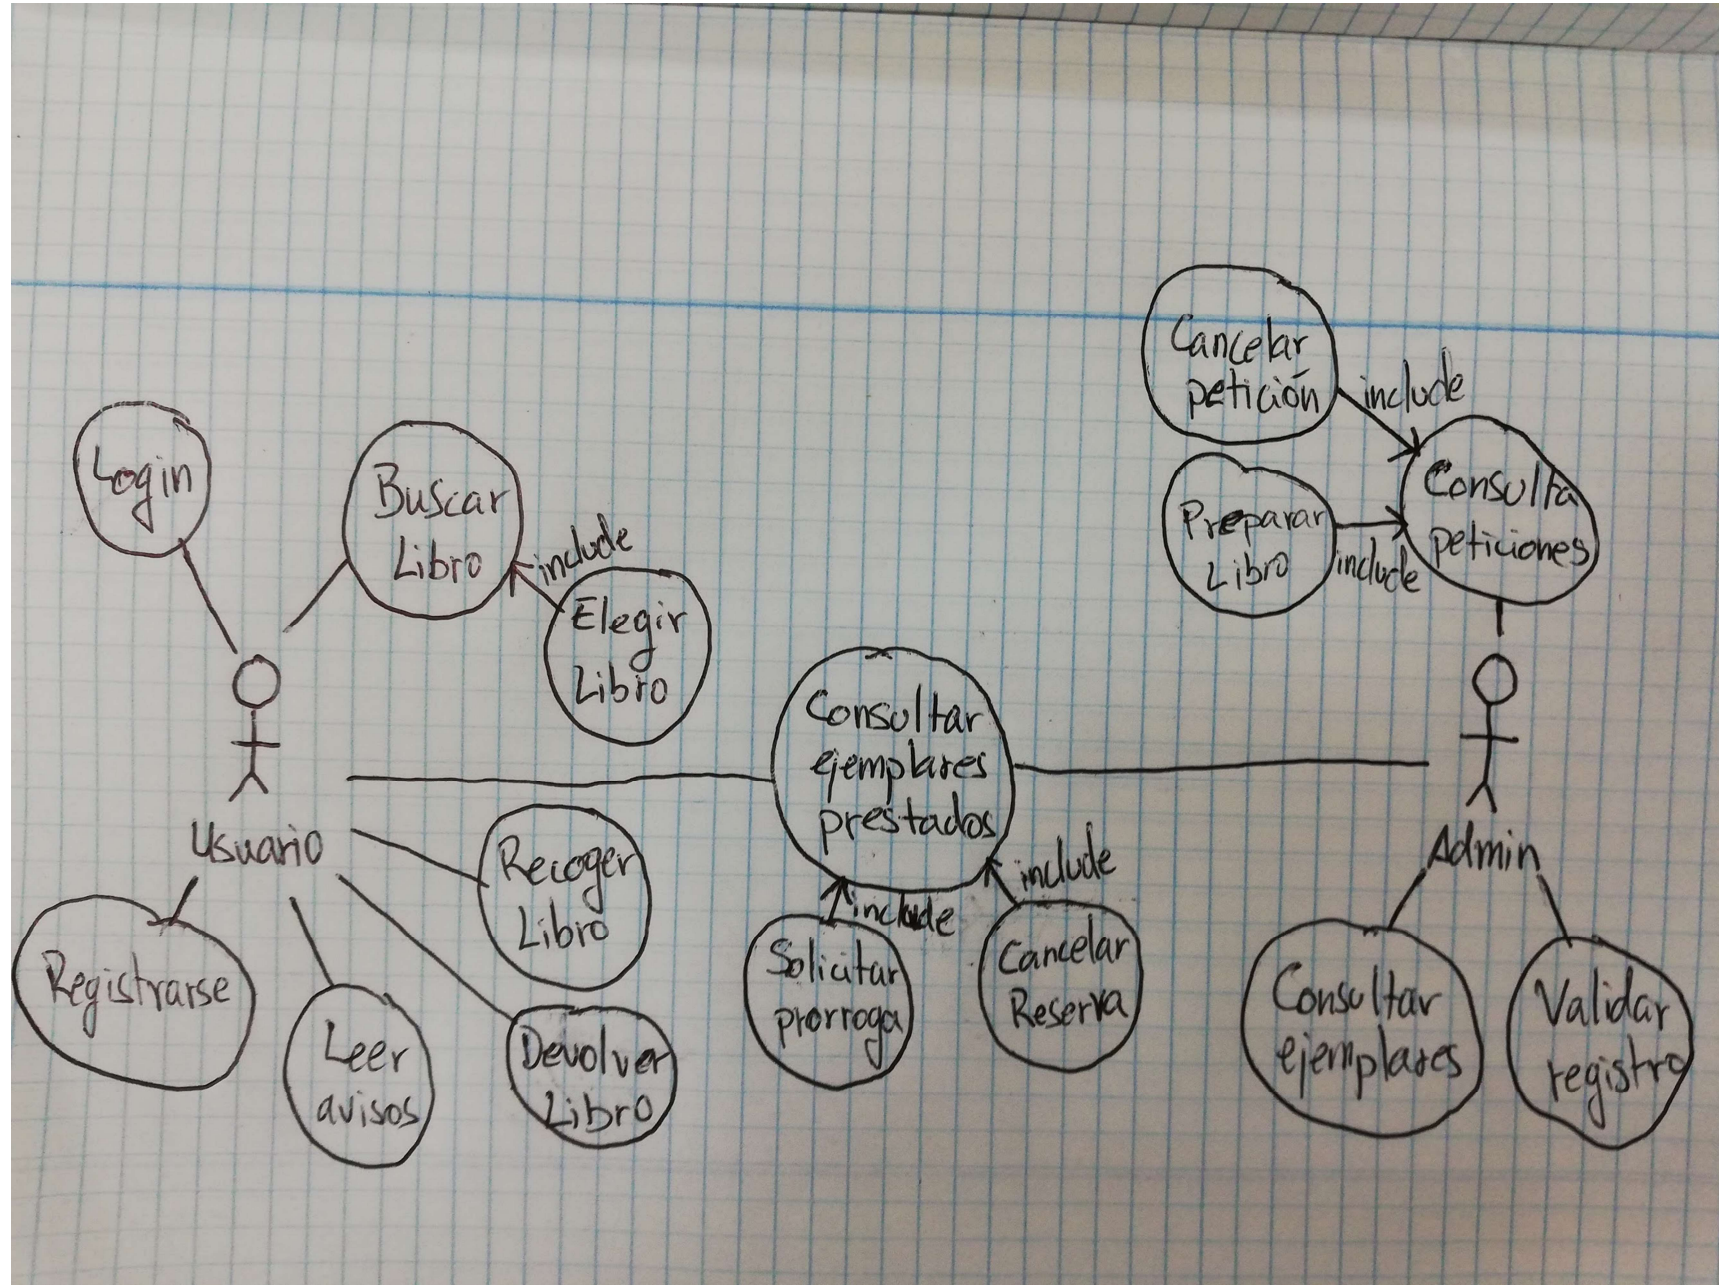 Cancelar
petición
include
Login
Buscar
Libro
include
Elegir
Libro
Preparar
Libro
include
Consulta
peticiones
Consultar
ejemplares
prestados
include
include
Usuario
Admin
Recoger
Libro
Registrarse
Leer
avisos
Devolver
Libro
Solicitar
prorroga
Cancelar
Reserva
Consultar
ejemplares
Validar
registro